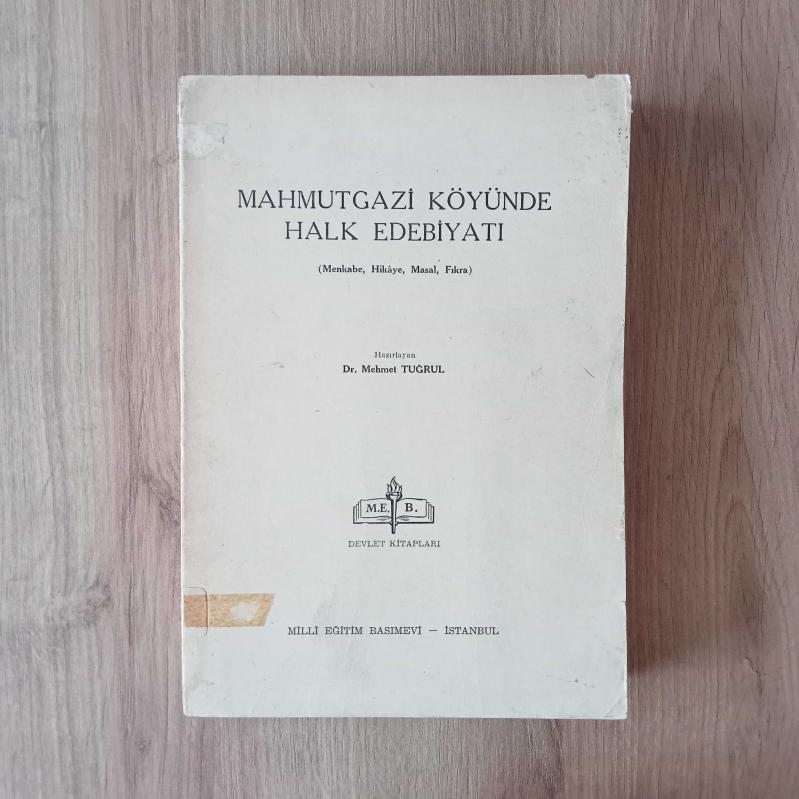 MAHMUTGAZİ KÖYÜNDE
HALK EDEBİYATI
(Menkabe, Hikâye, Masal, Fıkra)
Hazırlayan
Dr. Mehmet TUĞRUL
M.E. B.
DEVLET KİTAPLARI
MİLLÎ EĞİTİM BASIMEVİ – İSTANBUL